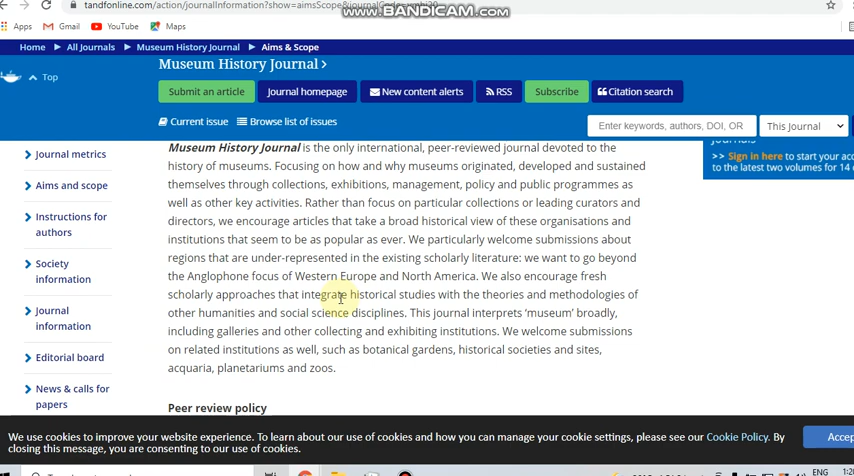 tandfonline.com/action/journalInformation?show=aimsScope
WWW.BANDICAM.COM
Apps Gmail YouTube Maps
Home All Journals Museum History Journal Aims & Scope
Museum History Journal
Top
Submit an article Journal homepage New content alerts RSS Subscribe Citation search
Current issue Browse list of issues
Enter keywords, authors, DOI, OR This Journal
Journals
>> Sign in here to start your
to the latest two volumes for 14
Journal metrics
Aims and scope
Instructions for
authors
Society
information
Journal
information
Editorial board
News & calls for
papers
Museum History Journal is the only international, peer-reviewed journal devoted to the
history of museums. Focusing on how and why museums originated, developed and sustained
themselves through collections, exhibitions, management, policy and public programmes as
well as other key activities. Rather than focus on particular collections or leading curators and
directors, we encourage articles that take a broad historical view of these organisations and
institutions that seem to be as popular as ever. We particularly welcome submissions about
regions that are under-represented in the existing scholarly literature: we want to go beyond
the Anglophone focus of Western Europe and North America. We also encourage fresh
scholarly approaches that integrate historical studies with the theories and methodologies of
other humanities and social science disciplines. This journal interprets ‘museum’ broadly,
including galleries and other collecting and exhibiting institutions. We welcome submissions
on related institutions as well, such as botanical gardens, historical societies and sites,
acquaria, planetariums and zoos.
Peer review policy
We use cookies to improve your website experience. To learn about our use of cookies and how you can manage your cookie settings, please see our Cookie Policy. By
closing this message, you are consenting to our use of cookies.
ENG